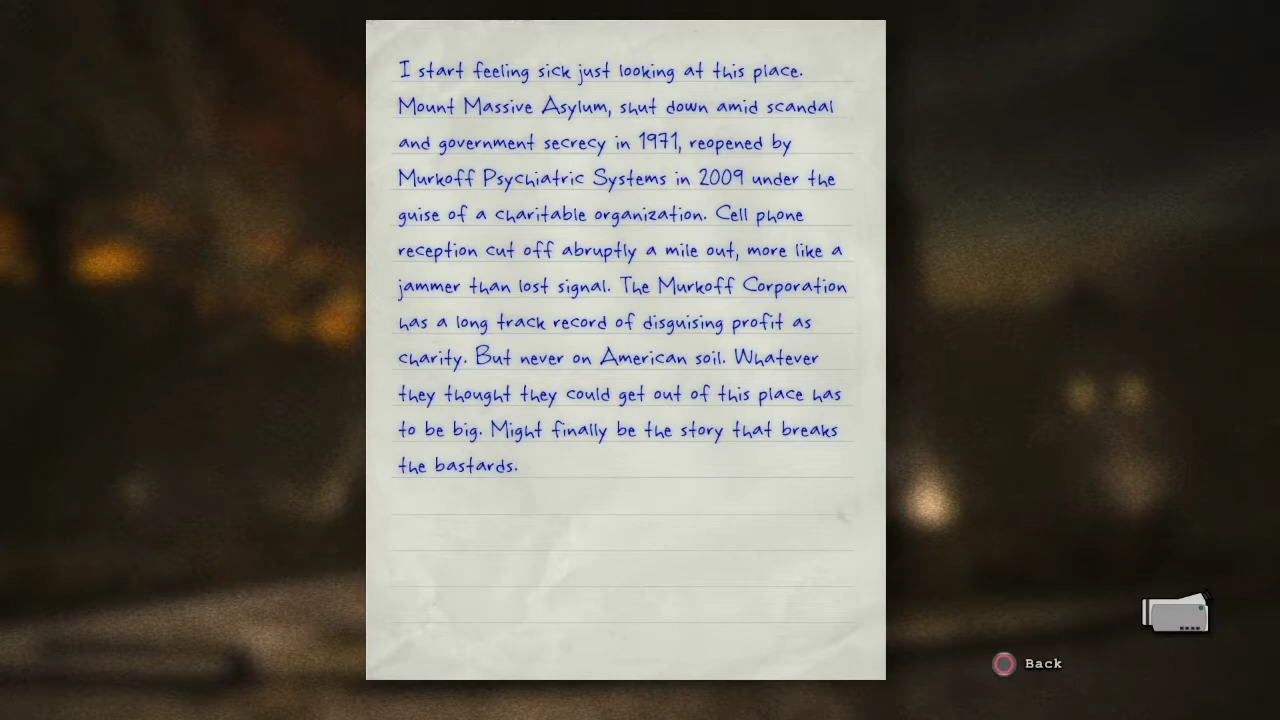 I start feeling sick just looking at this place.
Mount Massive Asylum, shut down amid scandal
and government secrecy in 1971, reopened by
Murkoff Psychiatric Systems in 2009 under the
guise of a charitable organization. Cell phone
reception cut off abruptly a mile out, more like a
jammer than lost signal. The Murkoff Corporation
has a long track record of disguising profit as
charity. But never on American soil. Whatever
they thought they could get out of this place has
to be big. Might finally be the story that breaks
the bastards.
Back